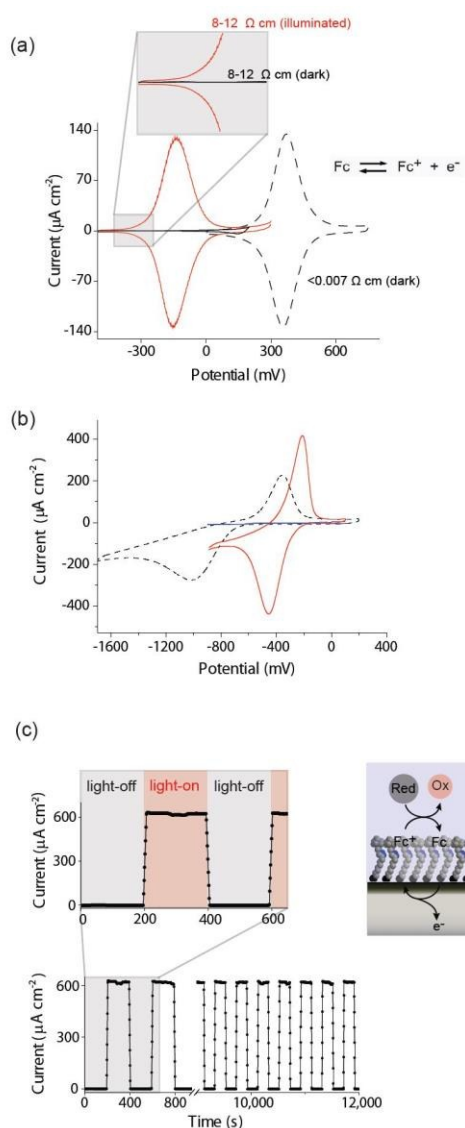 (a)
8-12 Ω cm (illuminated)
8-12 Ω cm (dark)
140
70
0
-70
-140
Current (μA cm⁻²)
Fc ⇌ Fc⁺ + e⁻
<0.007 Ω cm (dark)
-300
0
300
600
Potential (mV)
(b)
400
200
0
-200
-400
Current (μA cm⁻²)
-1600
-1200
-800
-400
0
400
Potential (mV)
(c)
light-off
light-on
light-off
600
300
0
Current (μA cm⁻²)
0
200
400
600
Red
Ox
Fc⁺
Fc
e⁻
600
300
0
Current (μA cm⁻²)
0
400
800
10,000
12,000
Time (s)